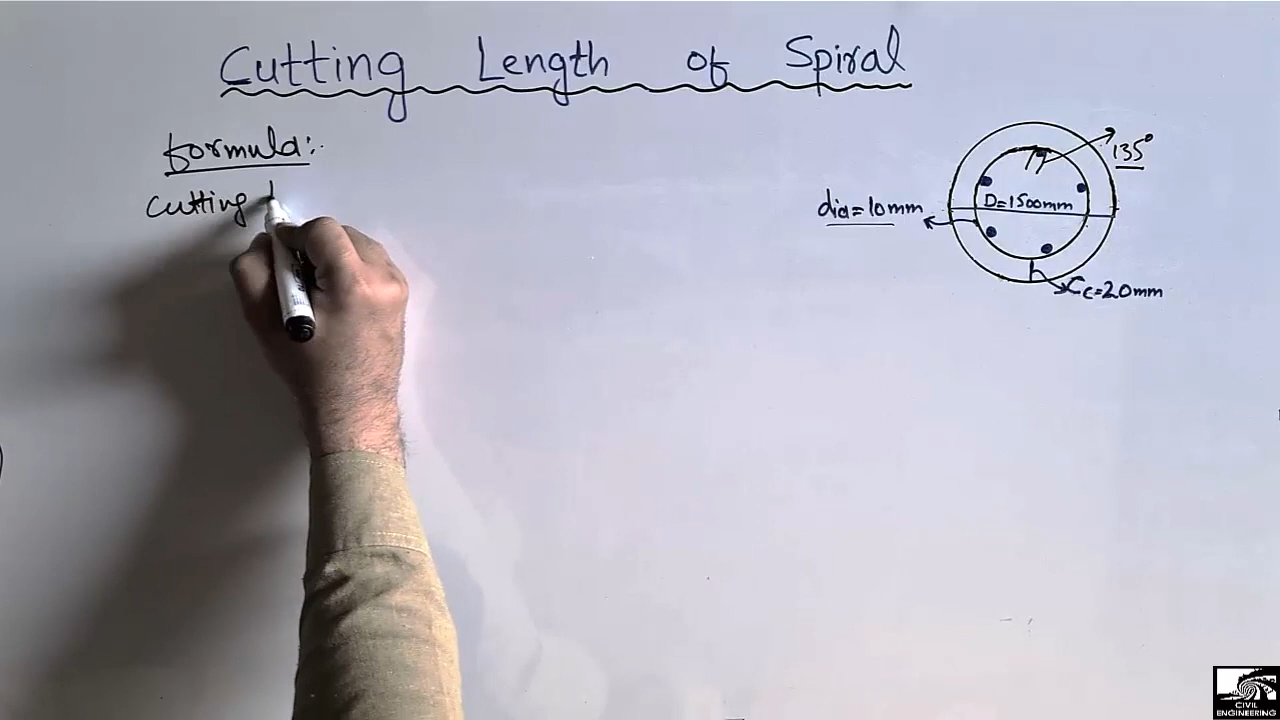 Cutting Length of Spiral
formula:
Cutting
135°
D=1500mm
dia=10mm
Cc=20mm
CIVIL
ENGINEERING